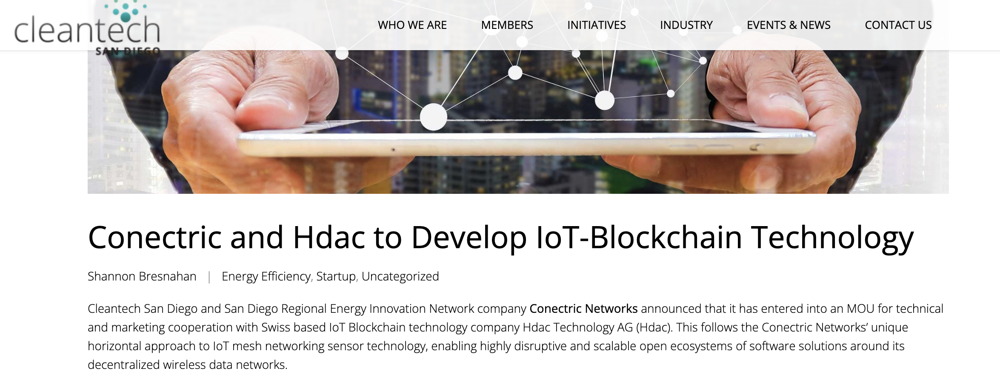 cleantech
SAN DIEGO
WHO WE ARE MEMBERS INITIATIVES INDUSTRY EVENTS & NEWS CONTACT US
Conectric and Hdac to Develop IoT-Blockchain Technology
Shannon Bresnahan | Energy Efficiency, Startup, Uncategorized
Cleantech San Diego and San Diego Regional Energy Innovation Network company Conectric Networks announced that it has entered into an MOU for technical
and marketing cooperation with Swiss based IoT Blockchain technology company Hdac Technology AG (Hdac). This follows the Conectric Networks’ unique
horizontal approach to IoT mesh networking sensor technology, enabling highly disruptive and scalable open ecosystems of software solutions around its
decentralized wireless data networks.